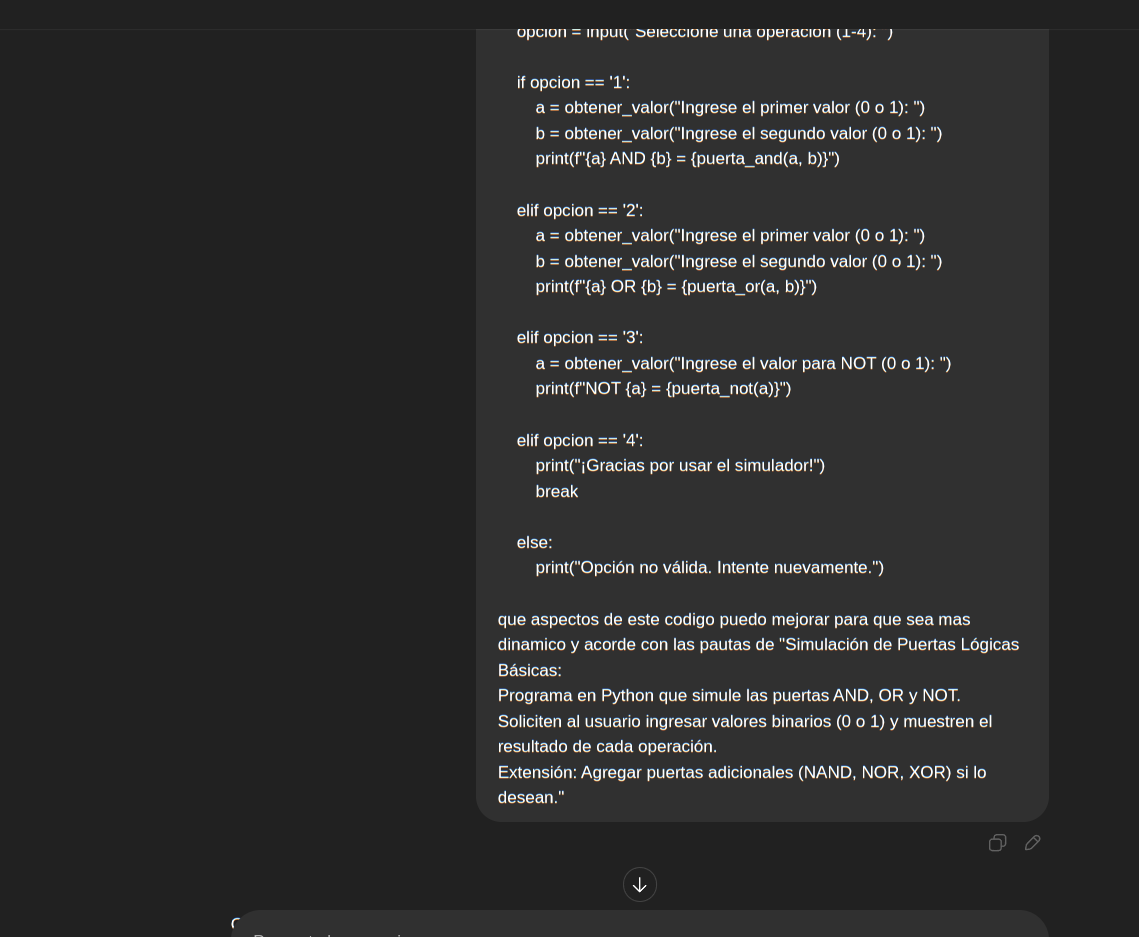 opcion = input("Seleccione una operación (1-4): ")
if opcion == '1':
a = obtener_valor("Ingrese el primer valor (0 o 1): ")
b = obtener_valor("Ingrese el segundo valor (0 o 1): ")
print(f"{a} AND {b} = {puerta_and(a, b)}")
elif opcion == '2':
a = obtener_valor("Ingrese el primer valor (0 o 1): ")
b = obtener_valor("Ingrese el segundo valor (0 o 1): ")
print(f"{a} OR {b} = {puerta_or(a, b)}")
elif opcion == '3':
a = obtener_valor("Ingrese el valor para NOT (0 o 1): ")
print(f"NOT {a} = {puerta_not(a)}")
elif opcion == '4':
print("¡Gracias por usar el simulador!")
break
else:
print("Opción no válida. Intente nuevamente.")
que aspectos de este codigo puedo mejorar para que sea mas
dinamico y acorde con las pautas de "Simulación de Puertas Lógicas
Básicas:
Programa en Python que simule las puertas AND, OR y NOT.
Soliciten al usuario ingresar valores binarios (0 o 1) y muestren el
resultado de cada operación.
Extensión: Agregar puertas adicionales (NAND, NOR, XOR) si lo
desean."